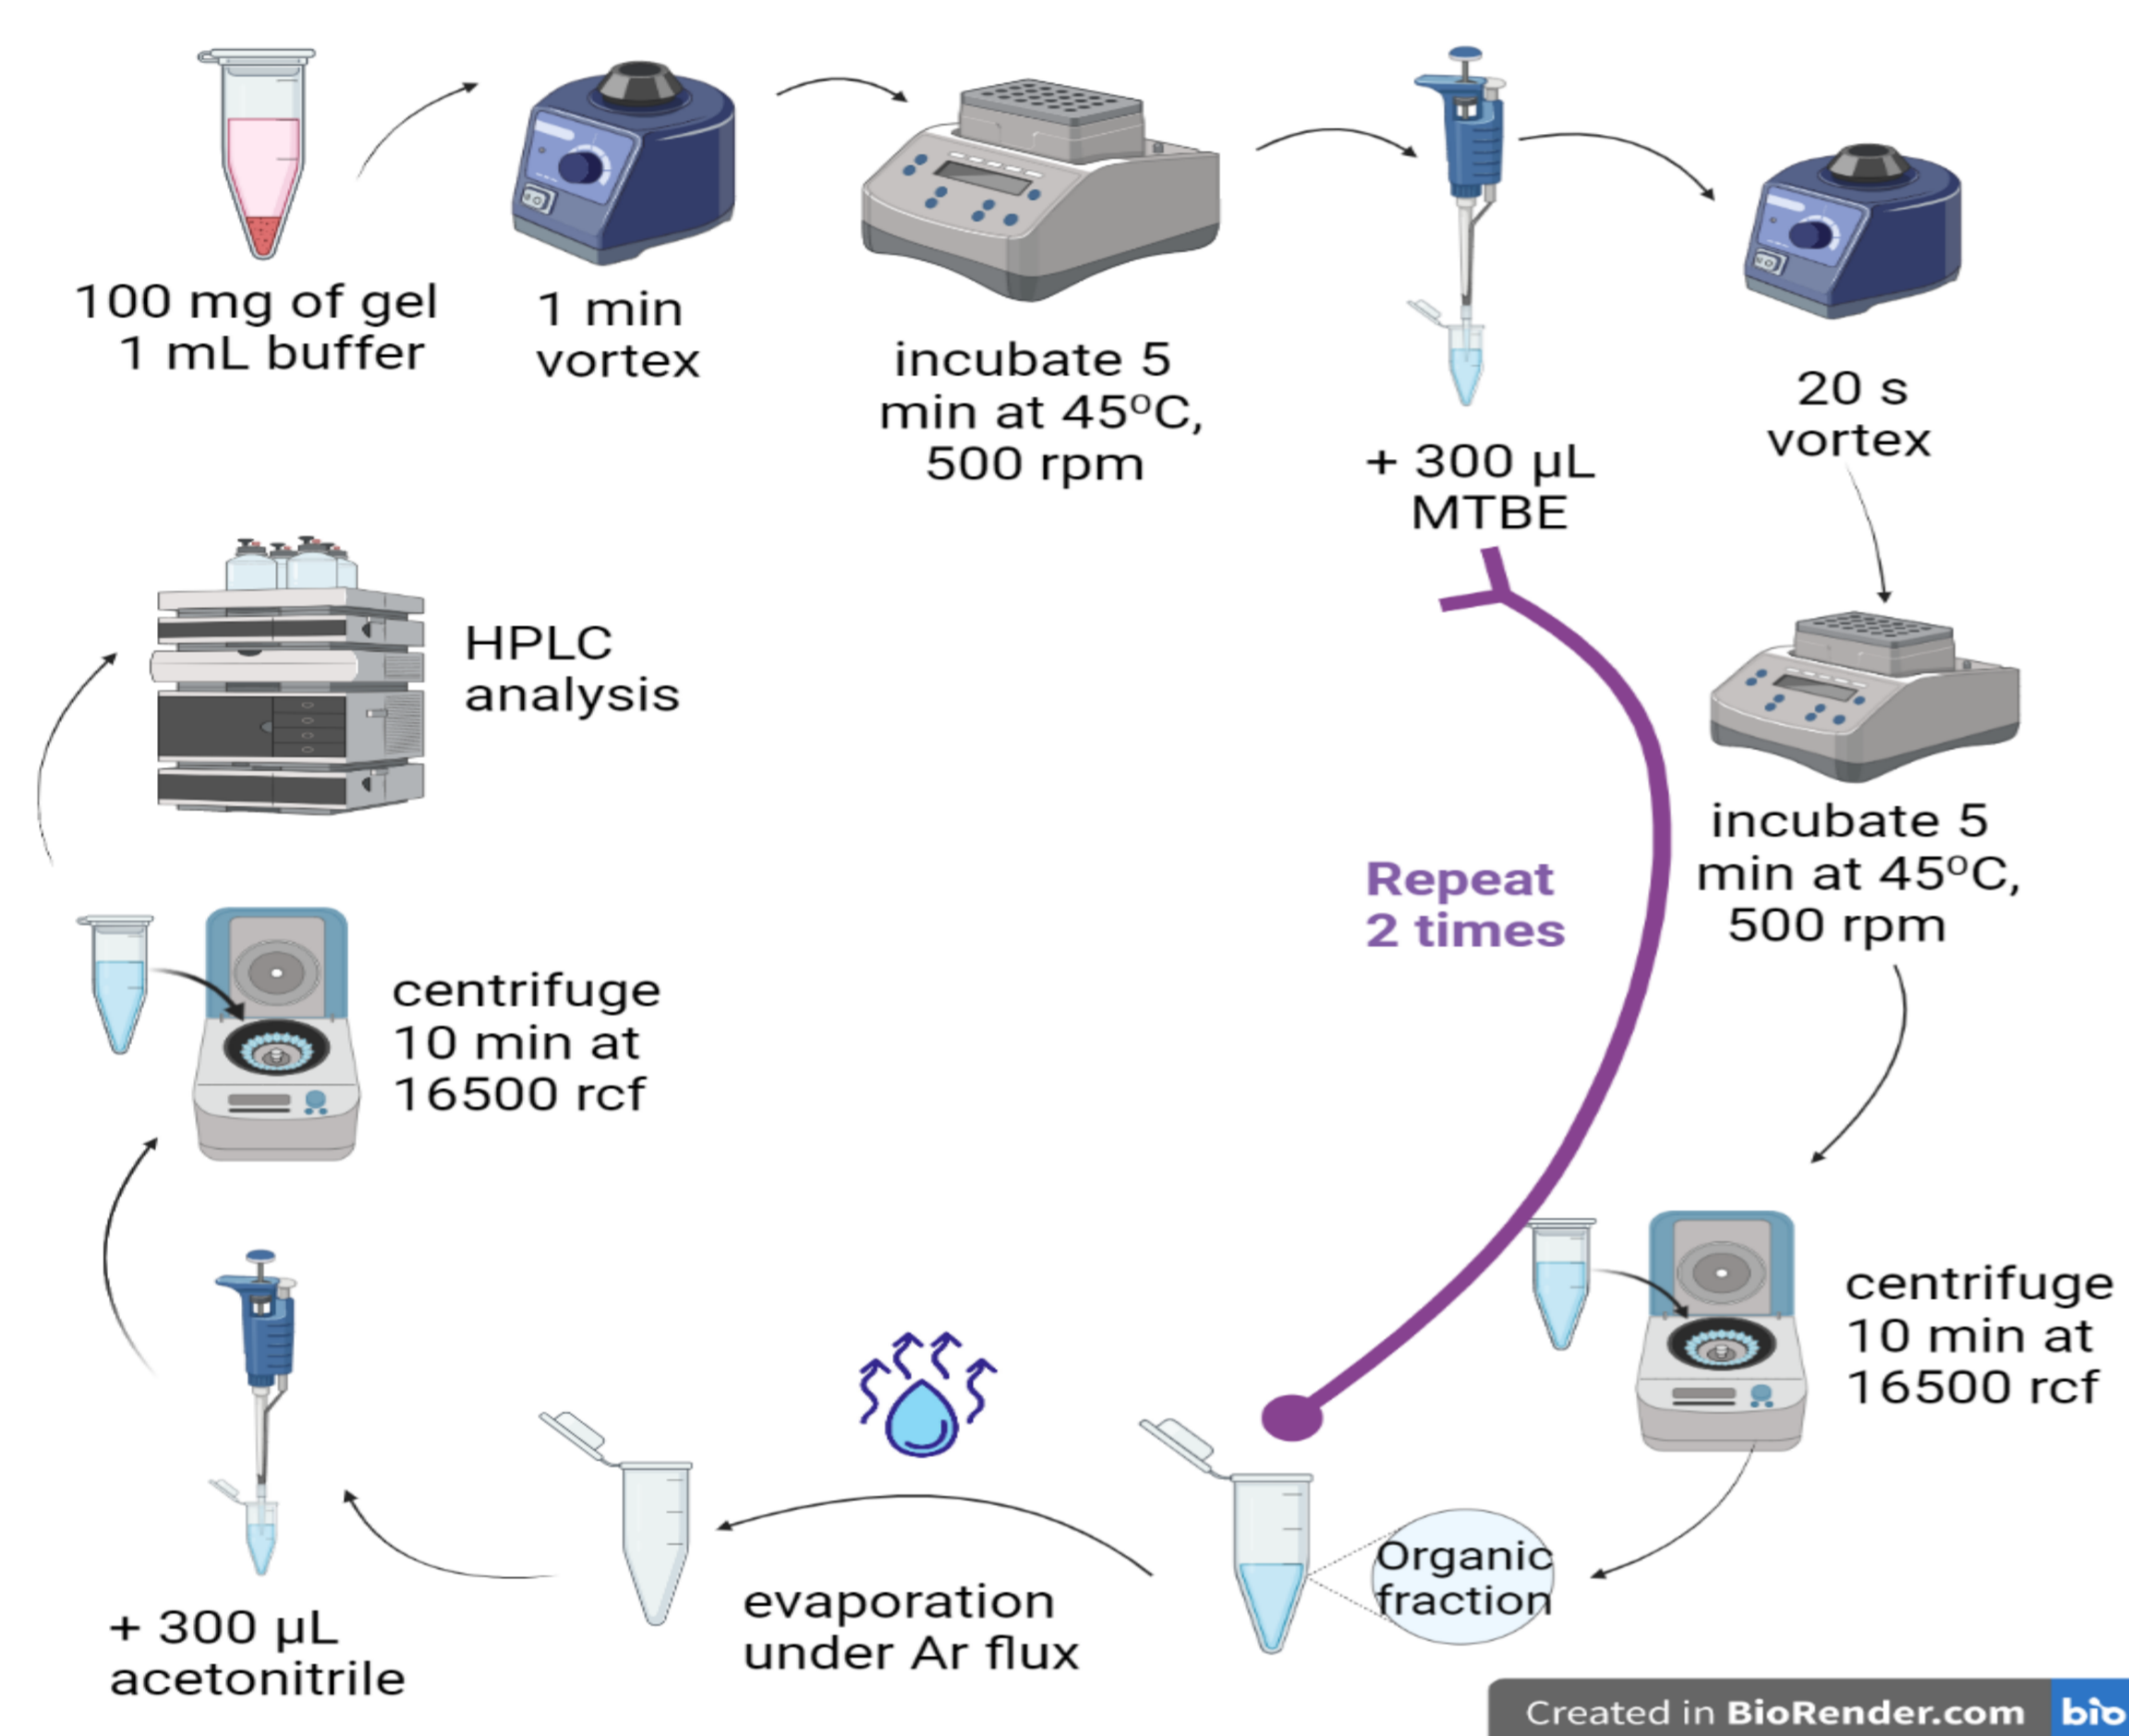 100 mg of gel
1 mL buffer
1 min
vortex
incubate 5
min at 45ºC,
500 rpm
+ 300 µL
MTBE
20 s
vortex
incubate 5
min at 45ºC,
500 rpm
Repeat
2 times
centrifuge
10 min at
16500 rcf
Organic
fraction
evaporation
under Ar flux
+ 300 µL
acetonitrile
centrifuge
10 min at
16500 rcf
HPLC
analysis
Created in BioRender.com bio